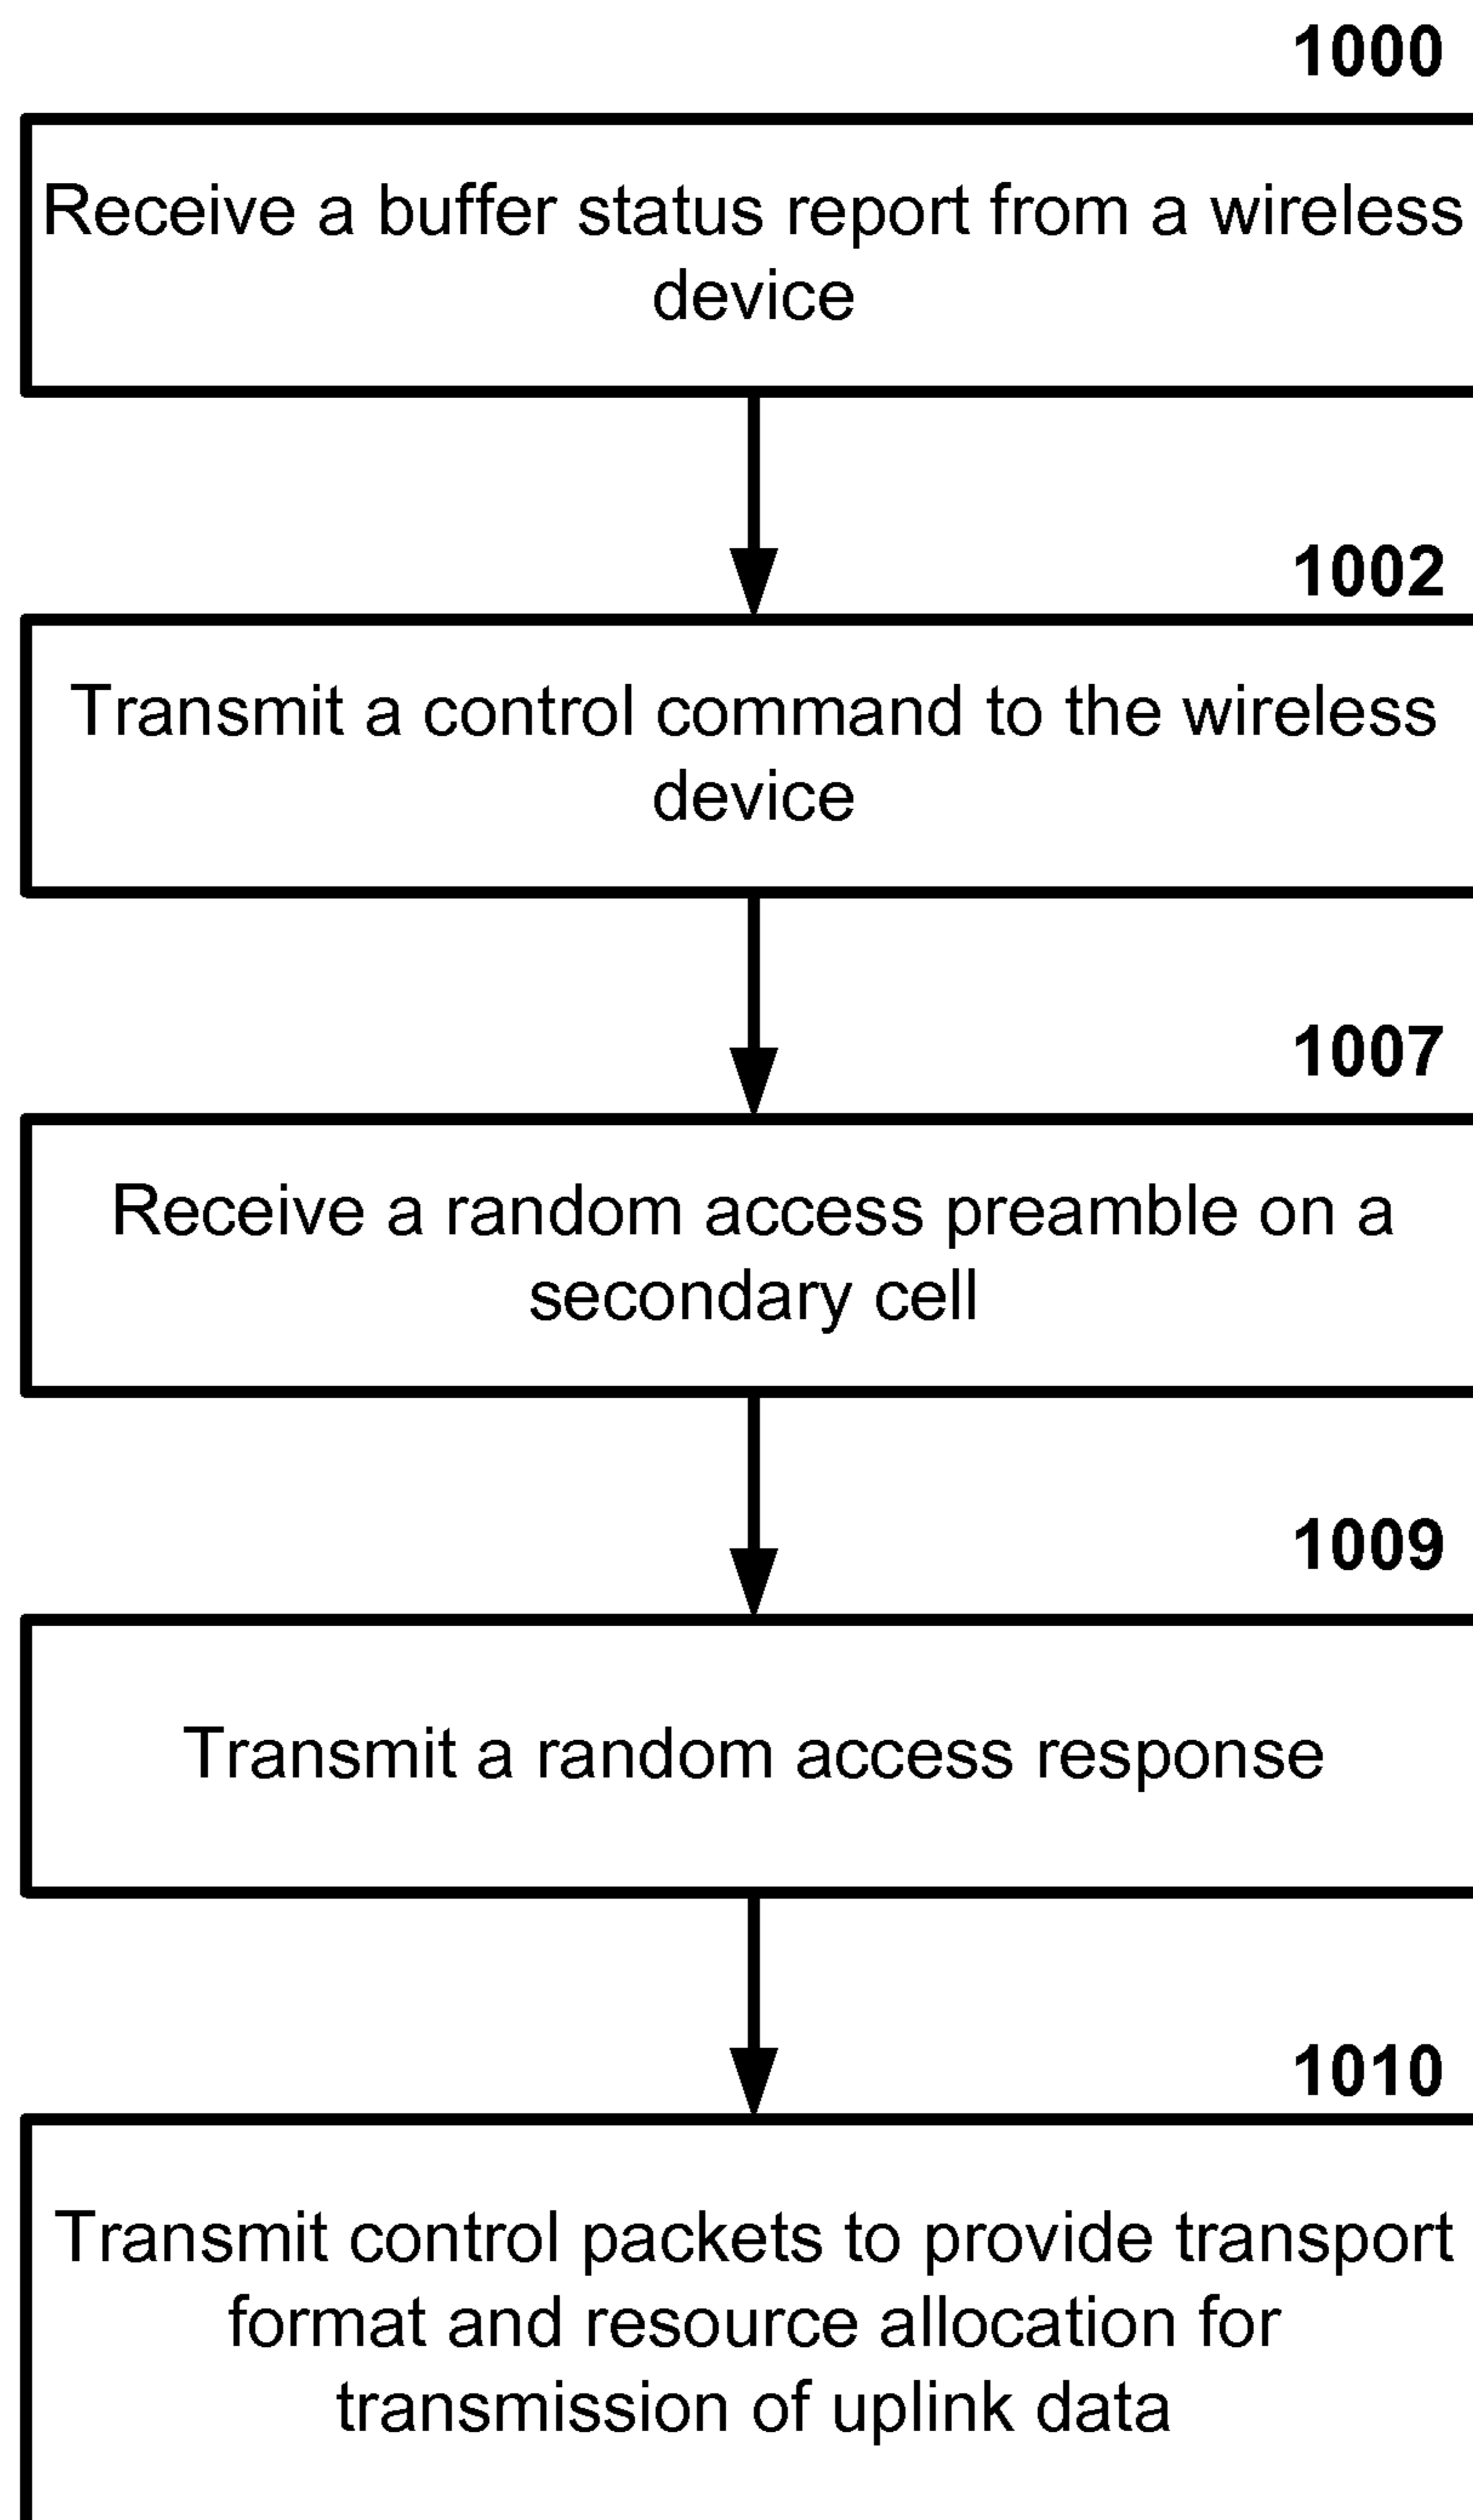 1000
Receive a buffer status report from a wireless
device
1002
Transmit a control command to the wireless
device
1007
Receive a random access preamble on a
secondary cell
1009
Transmit a random access response
1010
Transmit control packets to provide transport
format and resource allocation for
transmission of uplink data